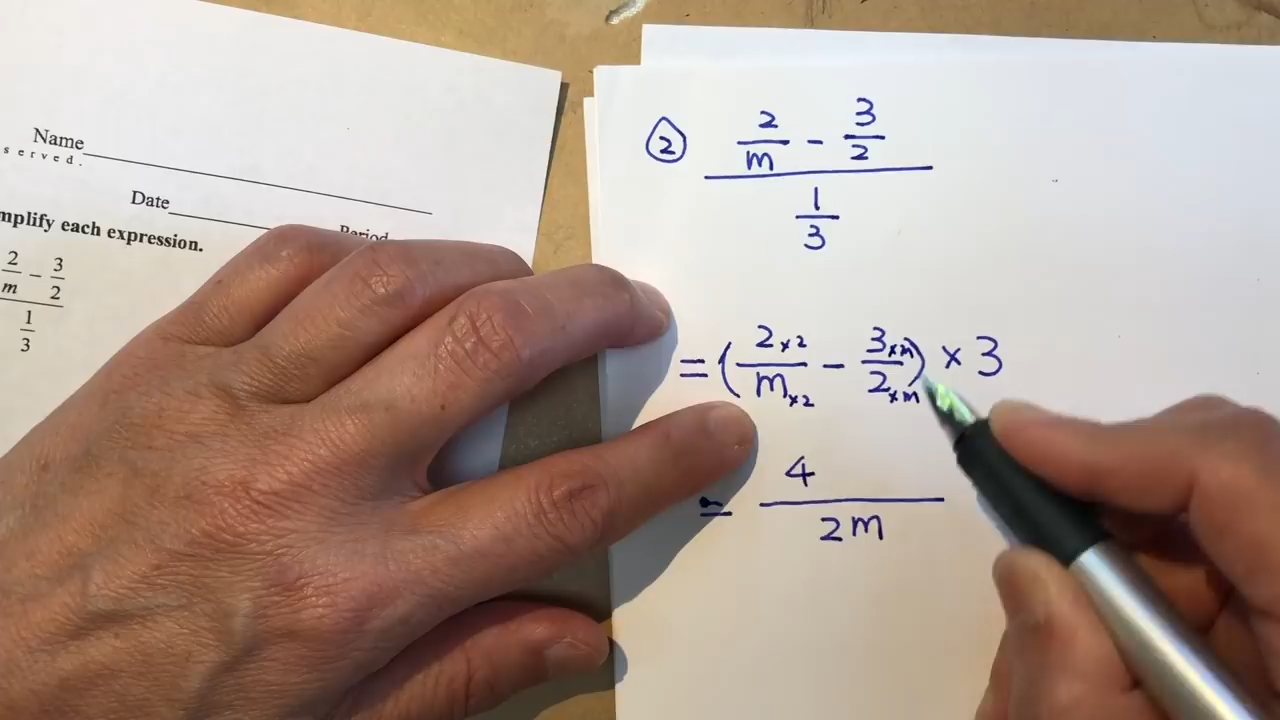 Name
served.
Date
Period
mplify each expression.
2 3
m − 2
1
3
② 2/m − 3/2
1/3
= (2×2/m×2 − 3×m/2×m) × 3
= 4
2m